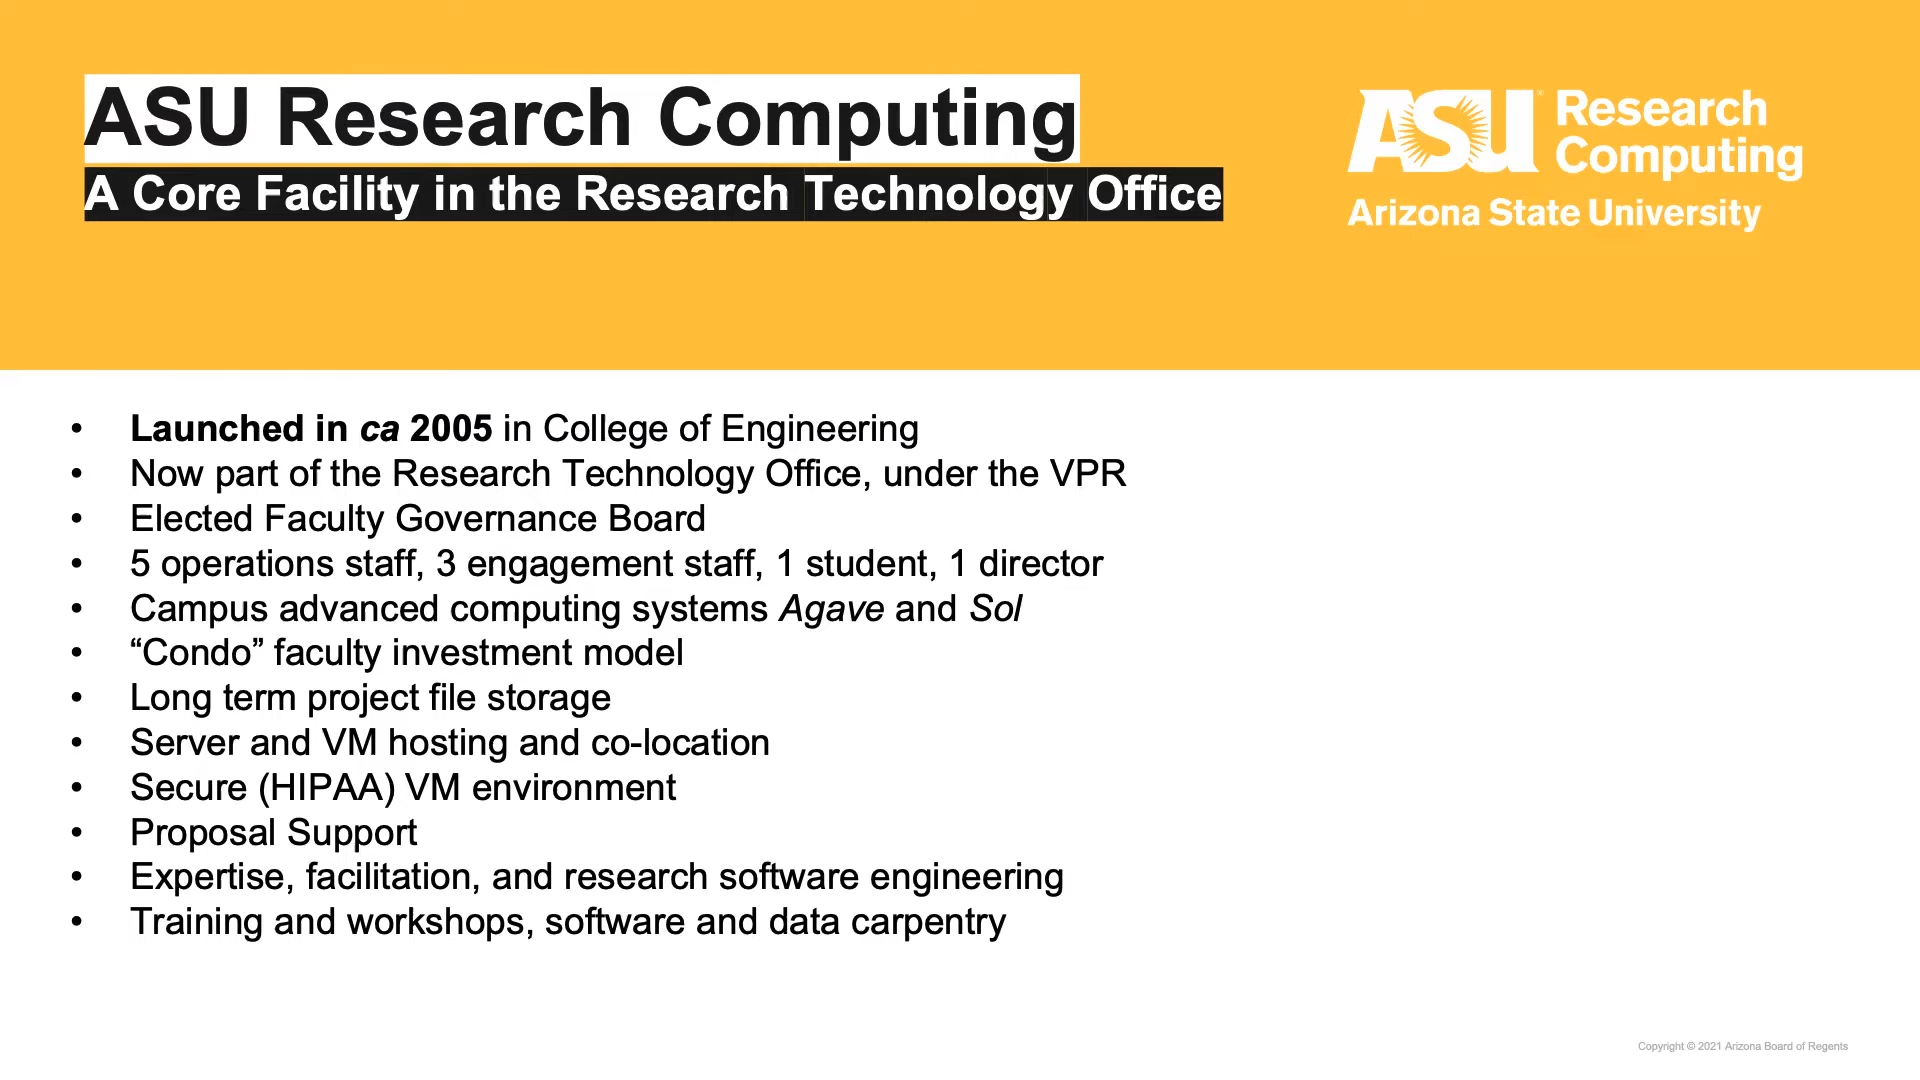 ASU Research Computing
A Core Facility in the Research Technology Office
ASU Research
Computing
Arizona State University
• Launched in ca 2005 in College of Engineering
• Now part of the Research Technology Office, under the VPR
• Elected Faculty Governance Board
• 5 operations staff, 3 engagement staff, 1 student, 1 director
• Campus advanced computing systems Agave and Sol
• “Condo” faculty investment model
• Long term project file storage
• Server and VM hosting and co-location
• Secure (HIPAA) VM environment
• Proposal Support
• Expertise, facilitation, and research software engineering
• Training and workshops, software and data carpentry
Copyright © 2021 Arizona Board of Regents